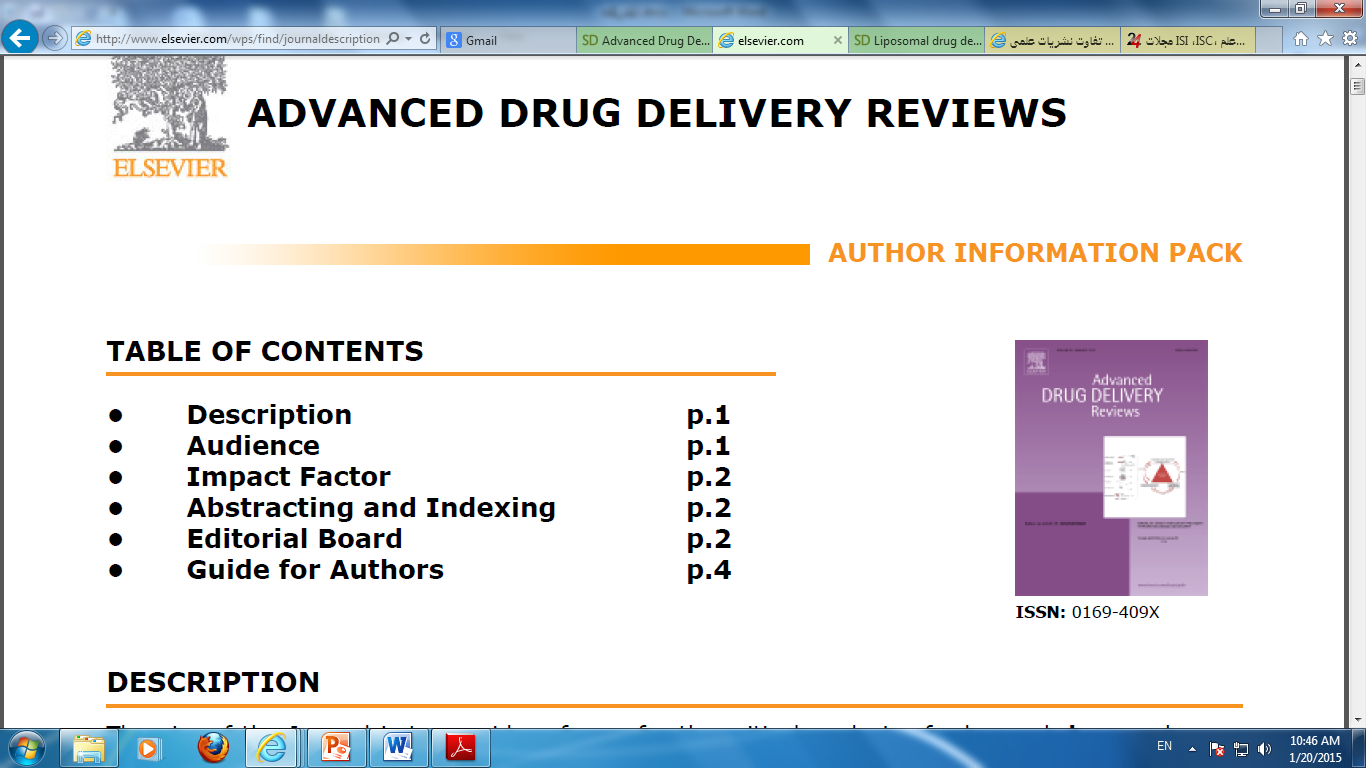 http://www.elsevier.com/wps/find/journaldescription
Gmail
SD Advanced Drug De...
elsevier.com
SD Liposomal drug de...
تفاوت نشریات علمی ...
مجلات ISI ،ISC، علم...
ELSEVIER
ADVANCED DRUG DELIVERY REVIEWS
AUTHOR INFORMATION PACK
TABLE OF CONTENTS
● Description p.1
● Audience p.1
● Impact Factor p.2
● Abstracting and Indexing p.2
● Editorial Board p.2
● Guide for Authors p.4
Advanced
DRUG DELIVERY
Reviews
ISSN: 0169-409X
DESCRIPTION
EN
10:46 AM
1/20/2015